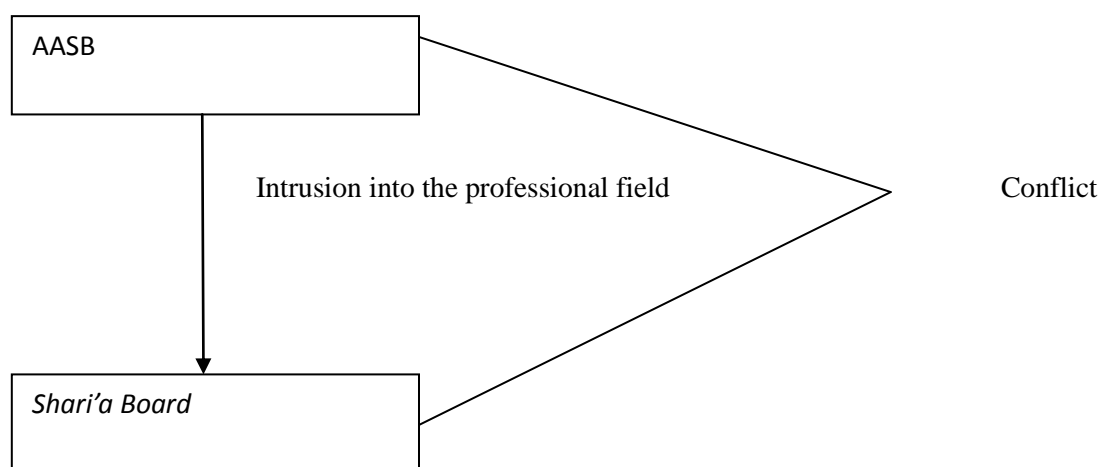 AASB
Intrusion into the professional field
Conflict
Shari’a Board